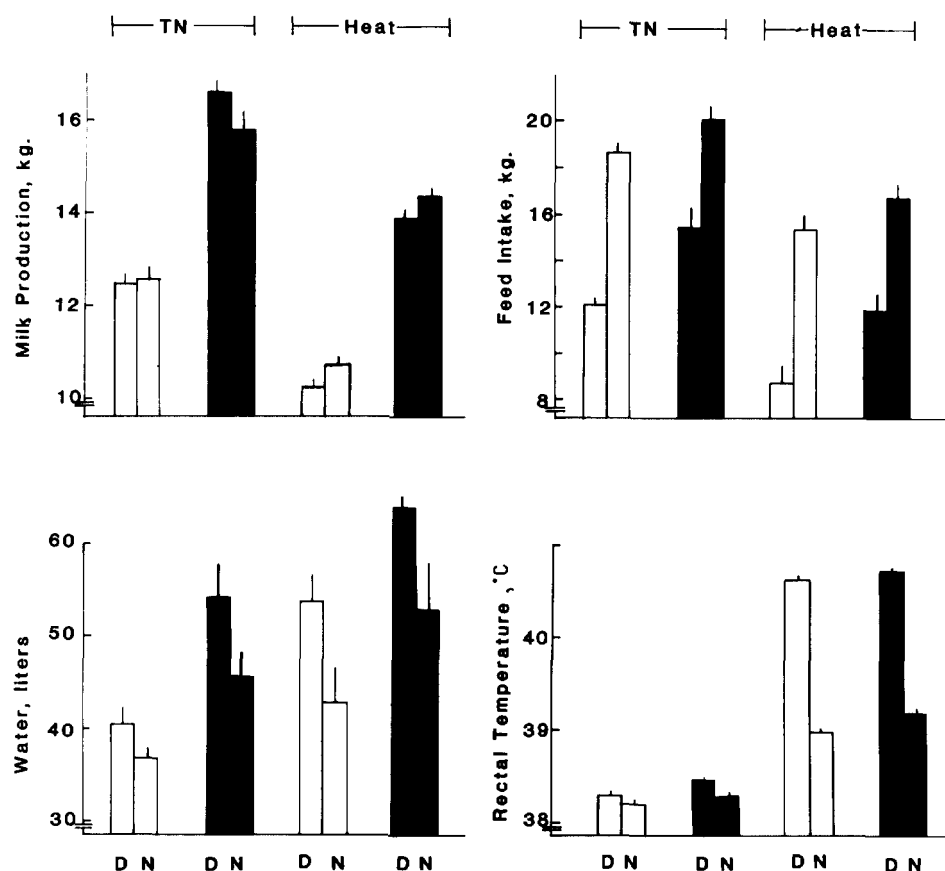 TN Heat TN Heat
Milk Production, kg.
16
14
12
10
Feed Intake, kg.
20
16
12
8
Water, liters
60
50
40
30
Rectal Temperature, °C
40
39
38
D N D N D N D N
D N D N D N D N